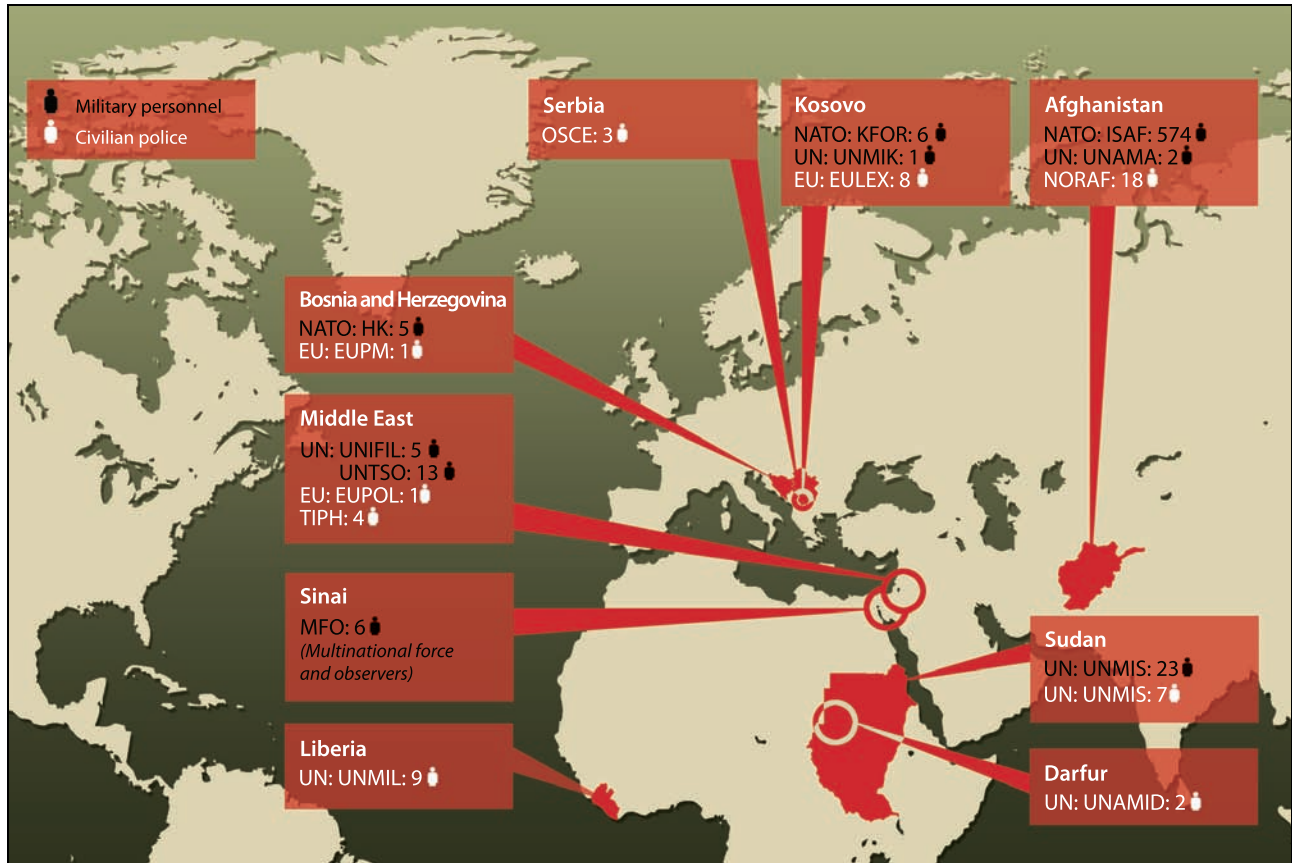 Military personnel
Civilian police
Serbia
OSCE: 3
Kosovo
NATO: KFOR: 6
UN: UNMIK: 1
EU: EULEX: 8
Afghanistan
NATO: ISAF: 574
UN: UNAMA: 2
NORAF: 18
Bosnia and Herzegovina
NATO: HK: 5
EU: EUPM: 1
Middle East
UN: UNIFIL: 5
UNTSO: 13
EU: EUPOL: 1
TIPH: 4
Sinai
MFO: 6
(Multinational force
and observers)
Liberia
UN: UNMIL: 9
Sudan
UN: UNMIS: 23
UN: UNMIS: 7
Darfur
UN: UNAMID: 2